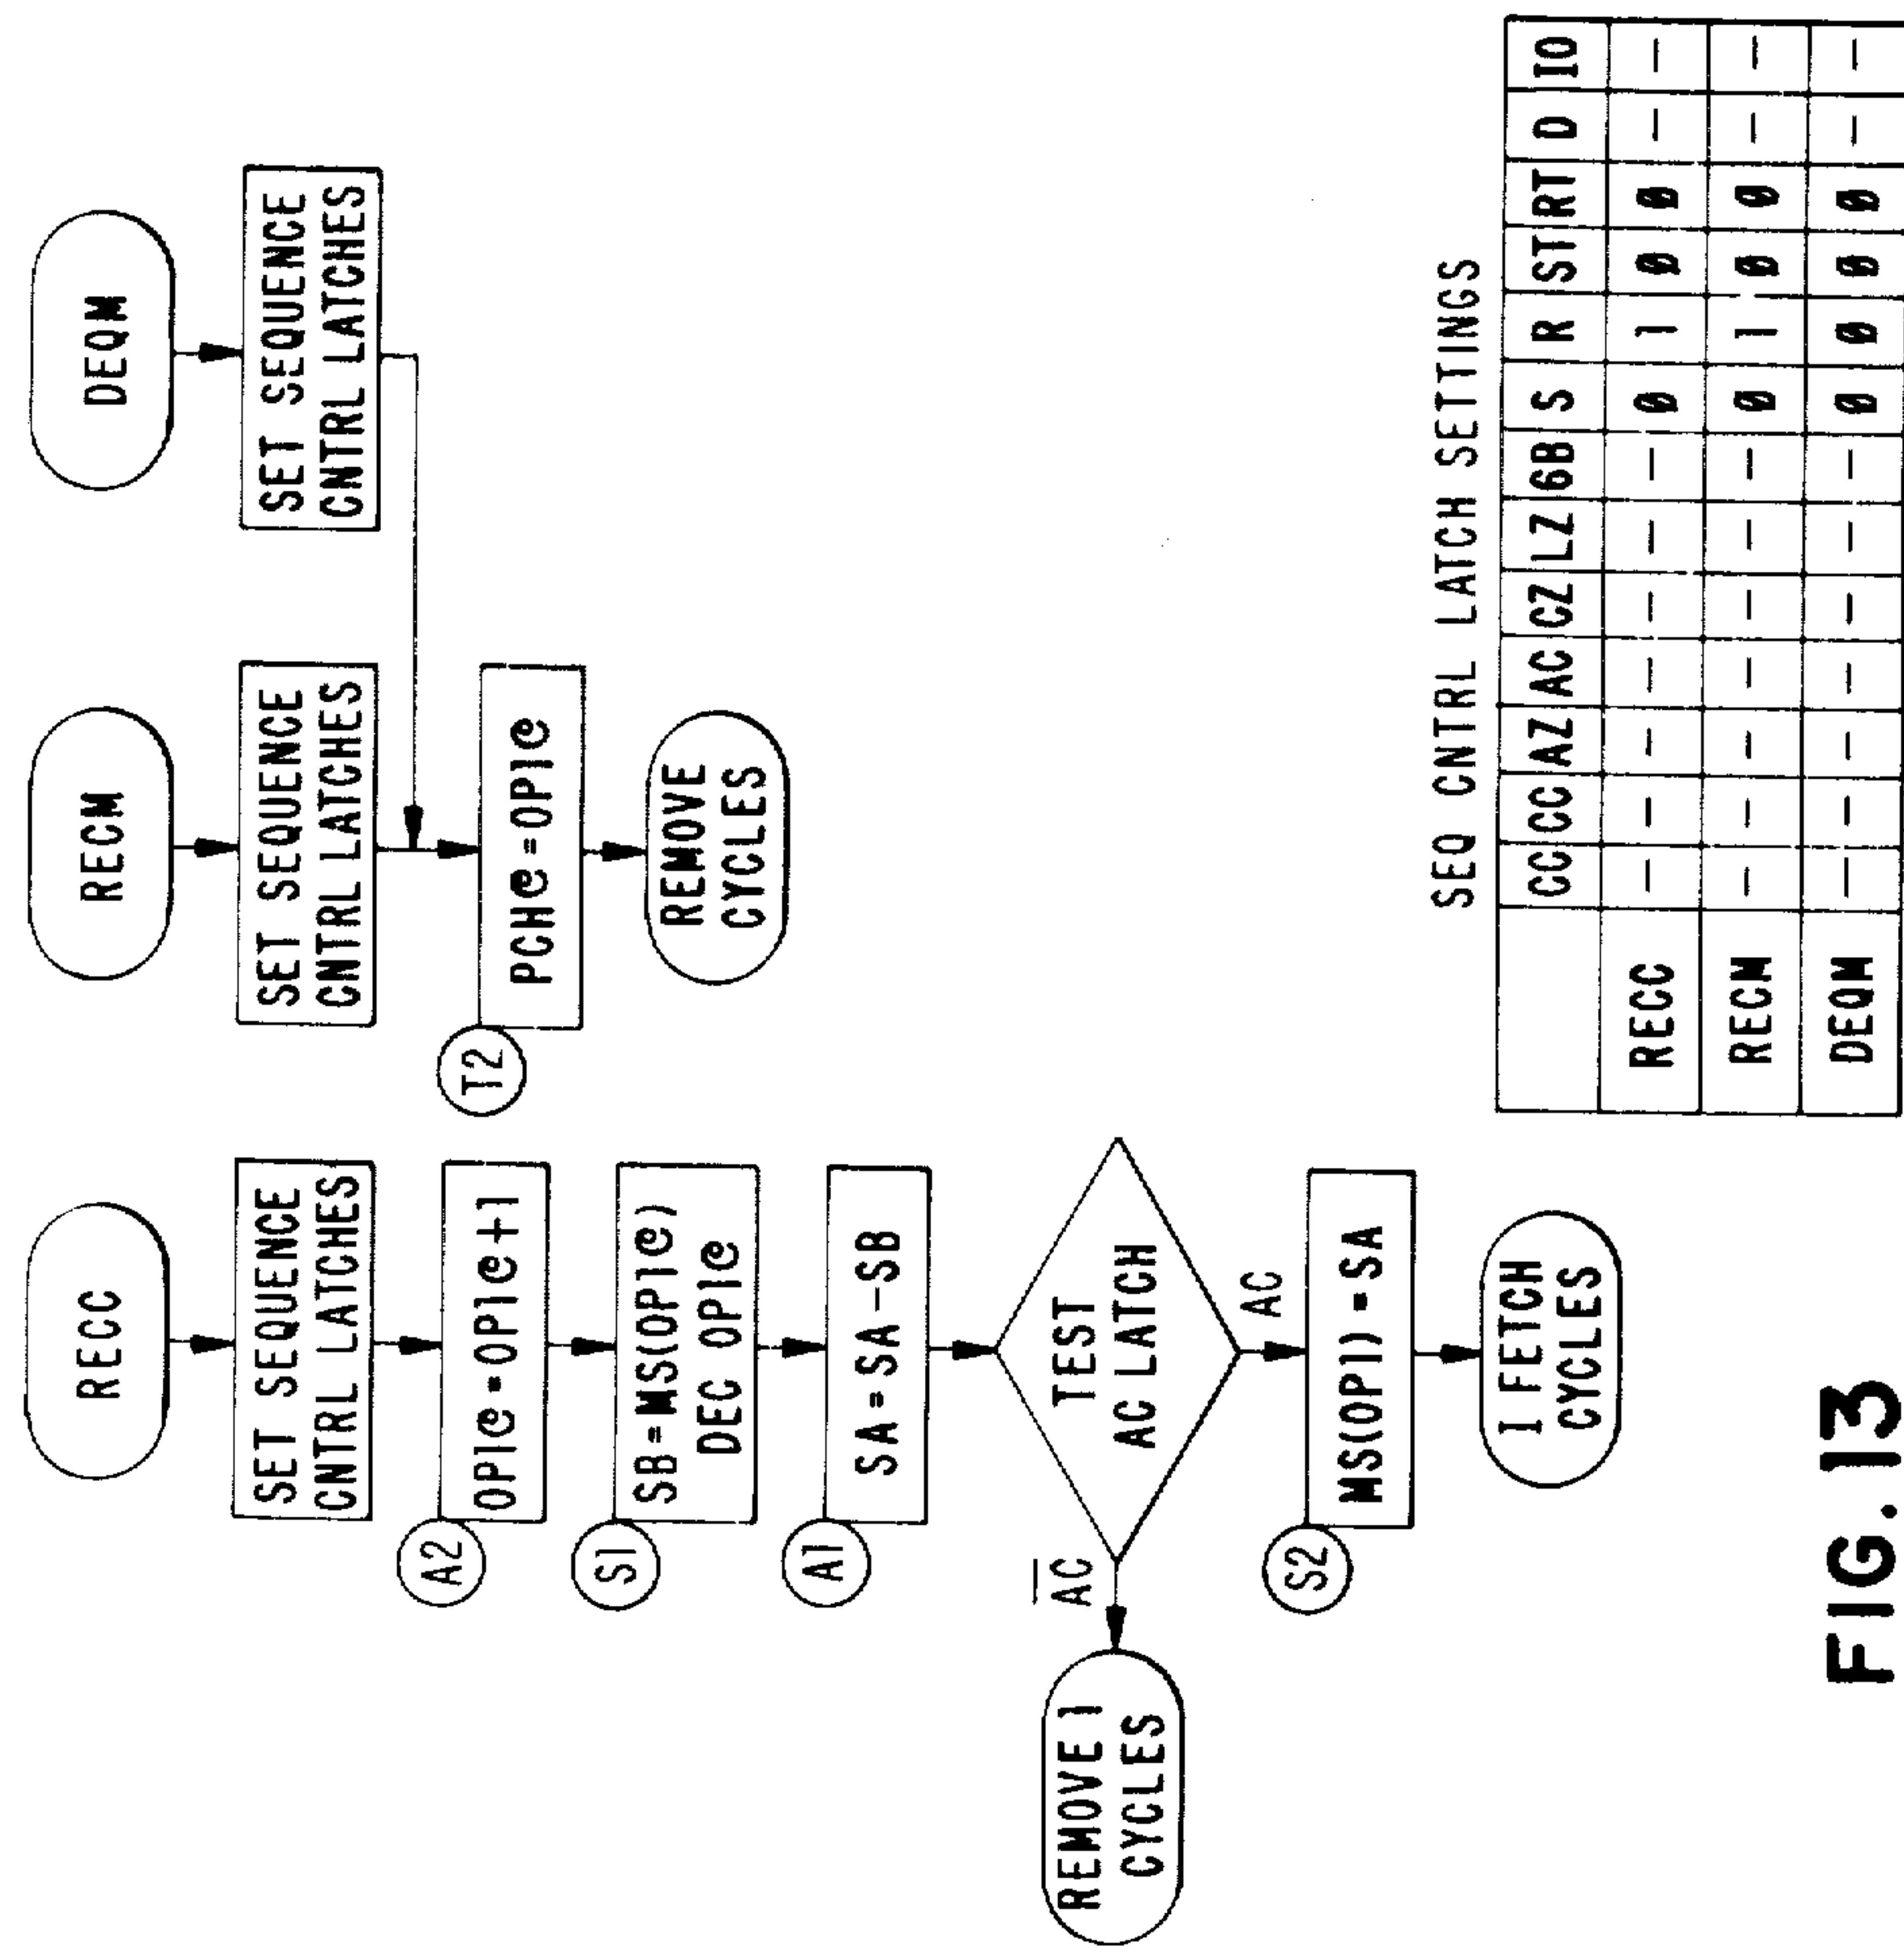 RECC
SET SEQUENCE
CNTRL LATCHES
A2
OP1@=OP1@+1
S1
SB=MS(OP1@)
DEC OP1@
A1
SA=SA-SB
TEST
AC LATCH
A̅C̅
REMOVE 1
CYCLES
AC
S2
MS(OP1)=SA
I FETCH
CYCLES
RECM
SET SEQUENCE
CNTRL LATCHES
T2
PCH@=OP1@
REMOVE
CYCLES
DEQM
SET SEQUENCE
CNTRL LATCHES
SEQ CNTRL LATCH SETTINGS
CC CC AZ AC CZ LZ 6B S R ST RT D IO
RECC – – – – – – – Ø 1 Ø Ø – –
RECM – – – – – – – Ø 1 Ø Ø – –
DEQM – – – – – – – Ø Ø Ø Ø – –
FIG.13